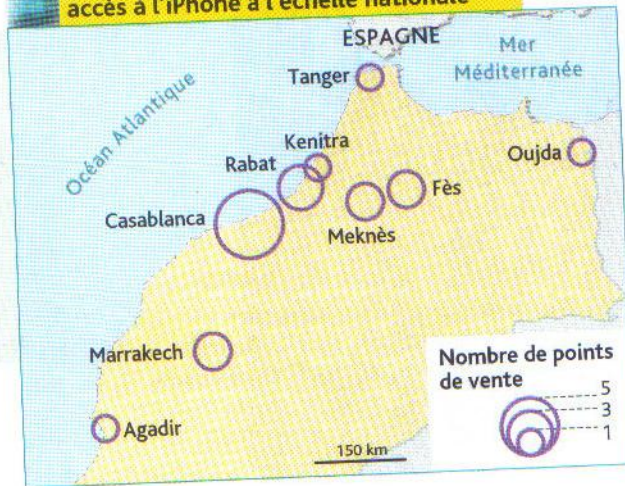 accès à l'iPhone à l'échelle nationale
ESPAGNE
Mer
Méditerranée
Tanger
Océan Atlantique
Kenitra
Rabat
Oujda
Fès
Casablanca
Meknès
Marrakech
Agadir
Nombre de points
de vente
5
3
1
150 km